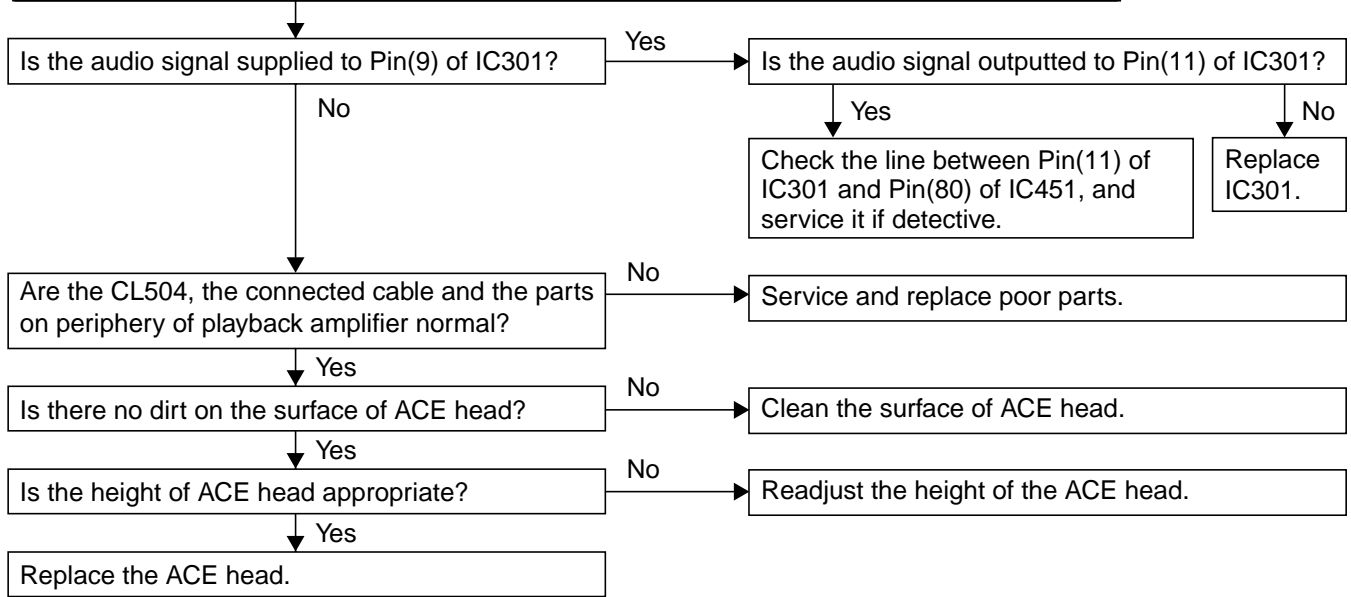 Is the audio signal supplied to Pin(9) of IC301?
Yes
Is the audio signal outputted to Pin(11) of IC301?
No
Yes
No
Check the line between Pin(11) of
IC301 and Pin(80) of IC451, and
service it if detective.
Replace
IC301.
Are the CL504, the connected cable and the parts
on periphery of playback amplifier normal?
No
Service and replace poor parts.
Yes
Is there no dirt on the surface of ACE head?
No
Clean the surface of ACE head.
Yes
Is the height of ACE head appropriate?
No
Readjust the height of the ACE head.
Yes
Replace the ACE head.